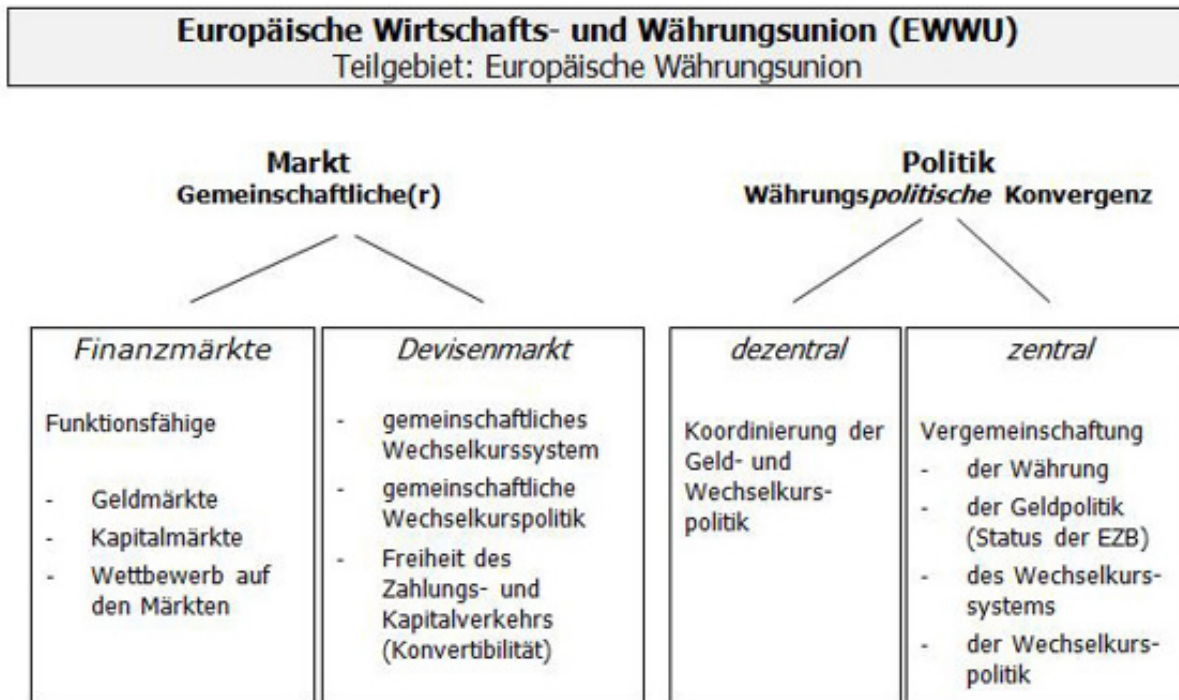 Europäische Wirtschafts- und Währungsunion (EWWU)
Teilgebiet: Europäische Währungsunion
Markt
Gemeinschaftliche(r)
Politik
Währungspolitische Konvergenz
Finanzmärkte
Funktionsfähige
- Geldmärkte
- Kapitalmärkte
- Wettbewerb auf
den Märkten
Devisenmarkt
- gemeinschaftliches
Wechselkurssystem
- gemeinschaftliche
Wechselkurspolitik
- Freiheit des
Zahlungs- und
Kapitalverkehrs
(Konvertibilität)
dezentral
Koordinierung der
Geld- und
Wechselkurs-
politik
zentral
Vergemeinschaftung
- der Währung
- der Geldpolitik
(Status der EZB)
- des Wechselkurs-
systems
- der Wechselkurs-
politik